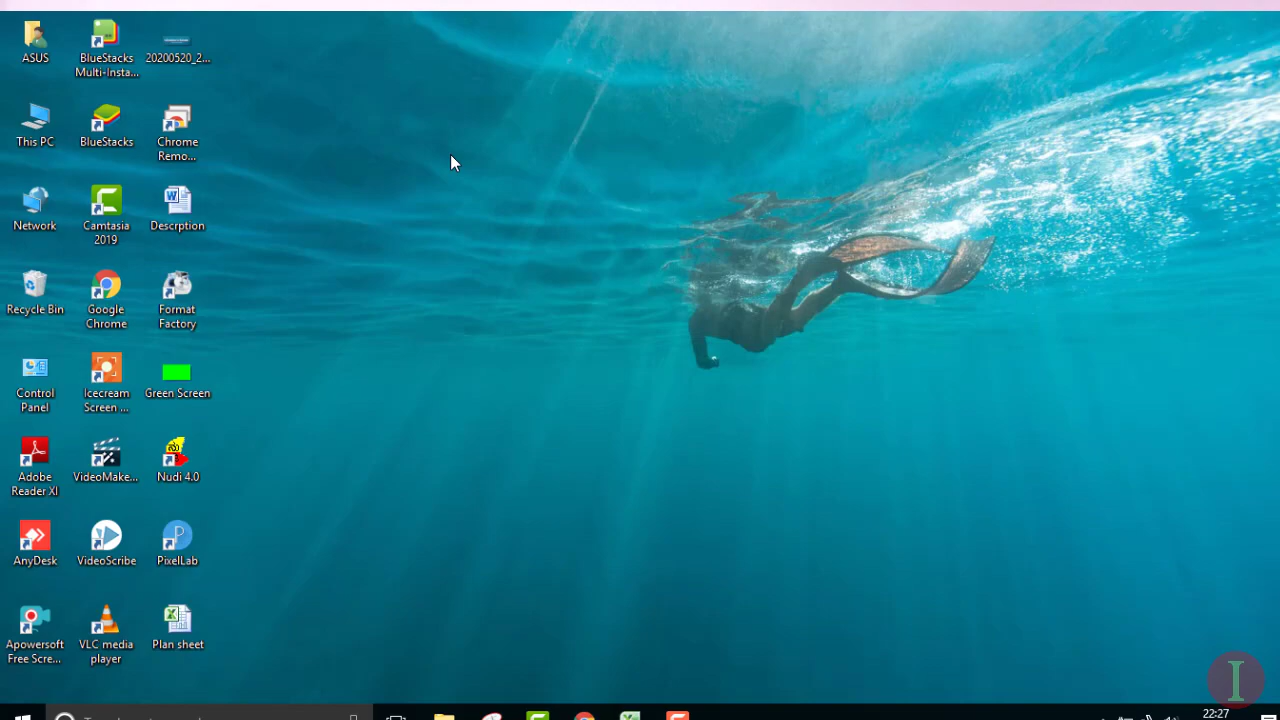 ASUS
BlueStacks
Multi-Insta...
20200520_2...
This PC
BlueStacks
Chrome
Remo...
Network
Camtasia
2019
Descrption
Recycle Bin
Google
Chrome
Format
Factory
Control
Panel
Icecream
Screen ...
Green Screen
Adobe
Reader XI
VideoMake...
Nudi 4.0
AnyDesk
VideoScribe
PixelLab
Apowersoft
Free Scre...
VLC media
player
Plan sheet
I
22:27